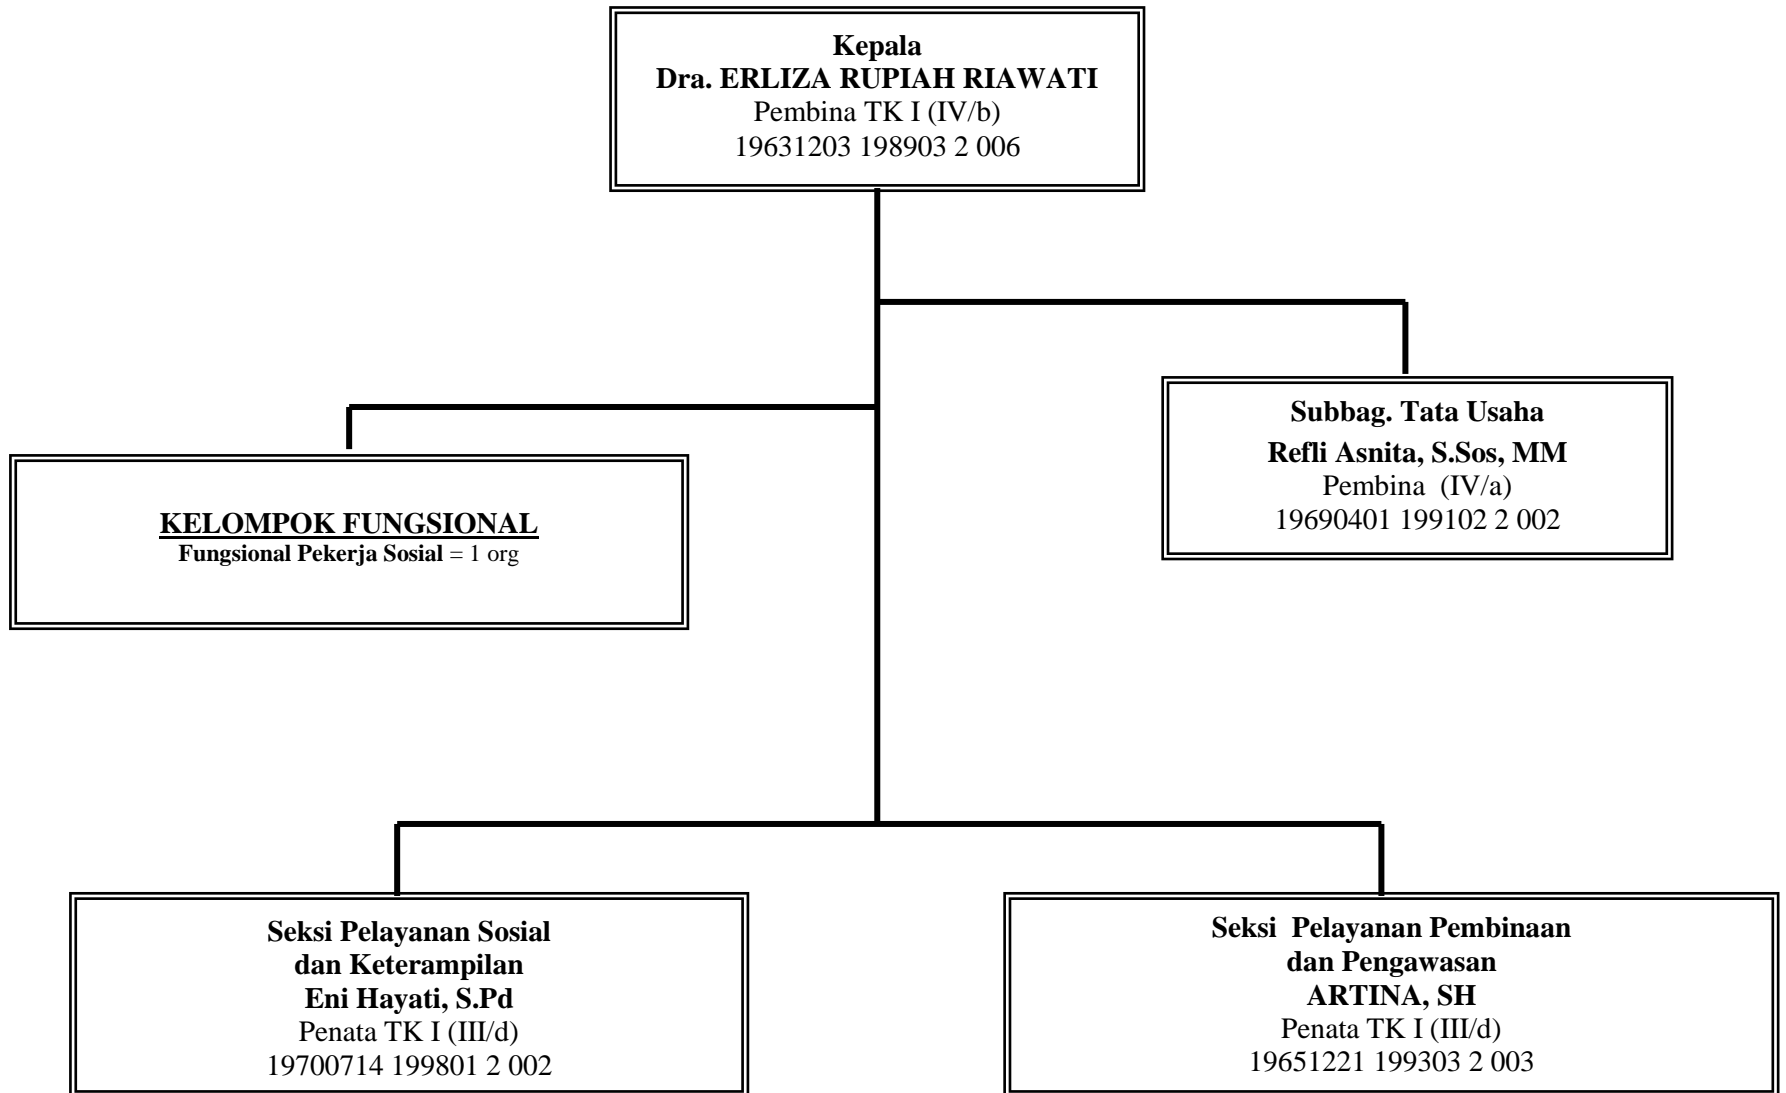 Kepala
Dra. ERLIZA RUPIAH RIAWATI
Pembina TK I (IV/b)
19631203 198903 2 006
Subbag. Tata Usaha
Refli Asnita, S.Sos, MM
Pembina (IV/a)
19690401 199102 2 002
KELOMPOK FUNGSIONAL
Fungsional Pekerja Sosial = 1 org
Seksi Pelayanan Sosial
dan Keterampilan
Eni Hayati, S.Pd
Penata TK I (III/d)
19700714 199801 2 002
Seksi Pelayanan Pembinaan
dan Pengawasan
ARTINA, SH
Penata TK I (III/d)
19651221 199303 2 003